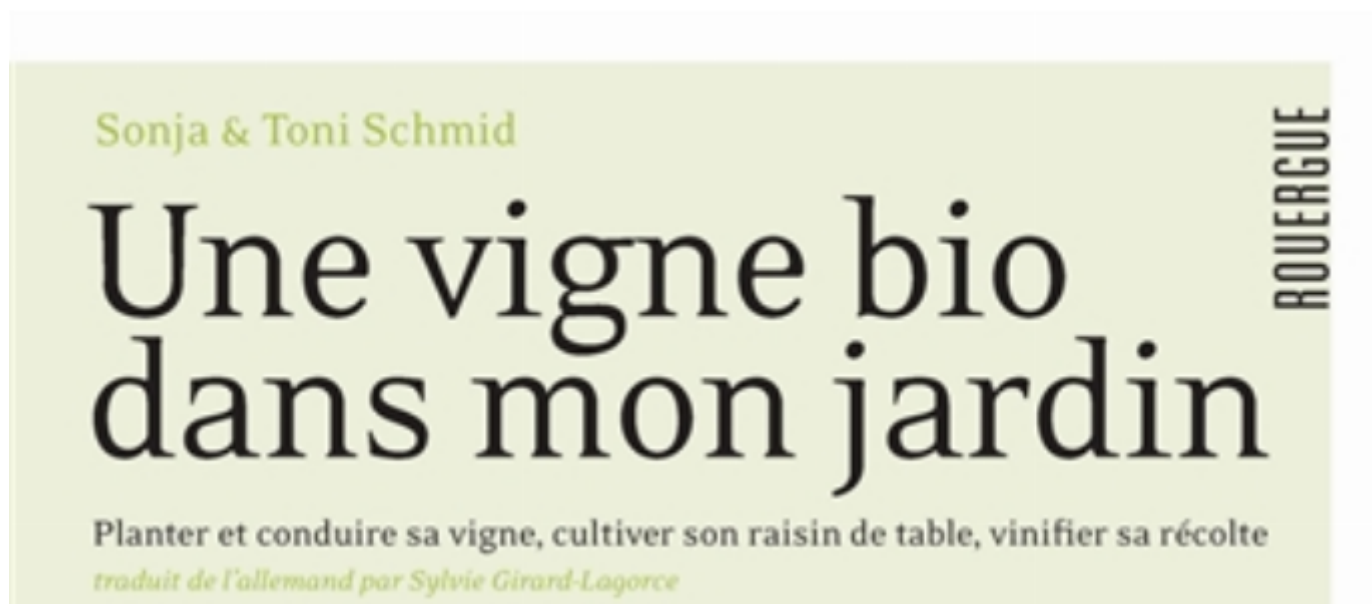 Sonja & Toni Schmid
ROUERGUE
Une vigne bio
dans mon jardin
Planter et conduire sa vigne, cultiver son raisin de table, vinifier sa récolte
traduit de l'allemand par Sylvie Girard-Lagorce